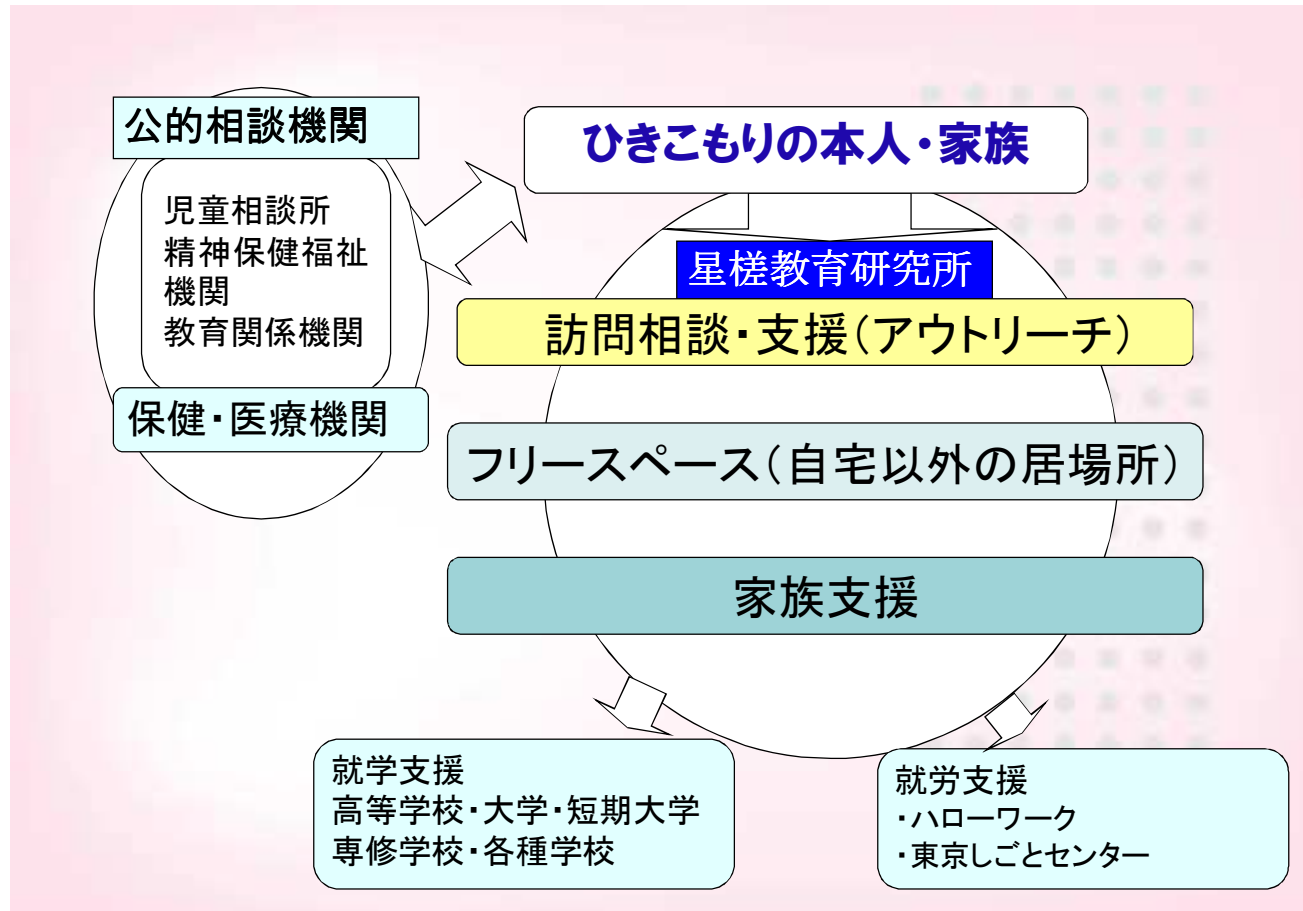 公的相談機関
児童相談所
精神保健福祉
機関
教育関係機関
保健・医療機関
ひきこもりの本人・家族
星槎教育研究所
訪問相談・支援(アウトリーチ)
フリースペース(自宅以外の居場所)
家族支援
就学支援
高等学校・大学・短期大学
専修学校・各種学校
就労支援
・ハローワーク
・東京しごとセンター